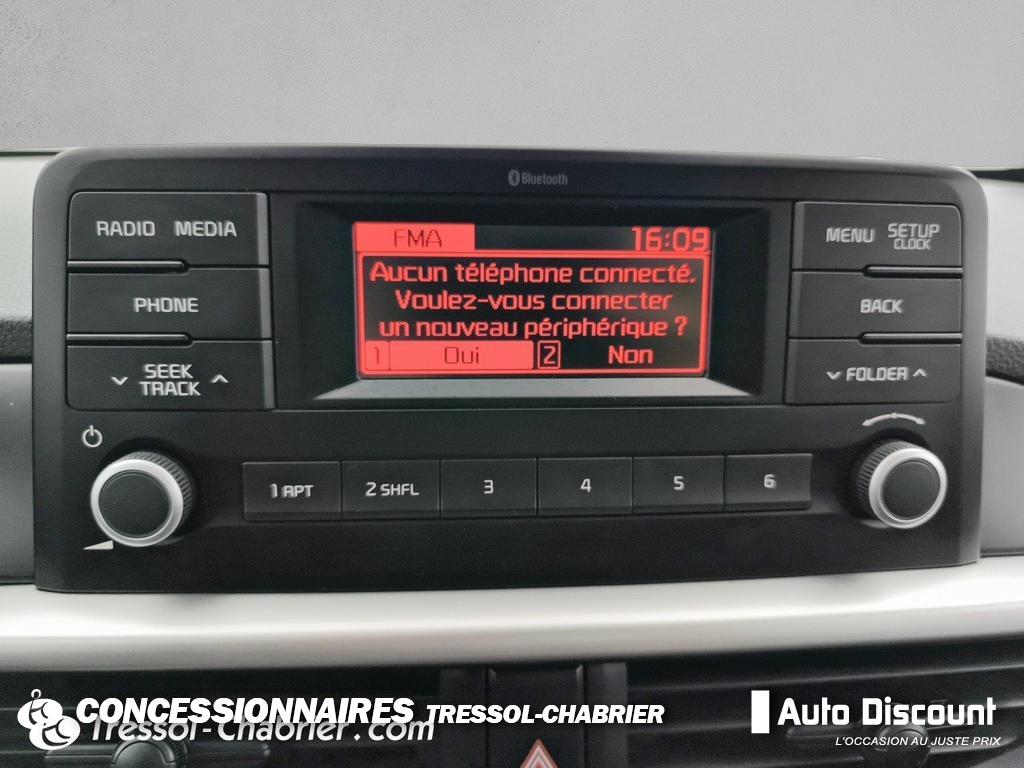 Bluetooth
RADIO MEDIA
PHONE
SEEK
TRACK
FMA 16:09
Aucun téléphone connecté.
Voulez-vous connecter
un nouveau périphérique ?
1 Oui 2 Non
MENU SETUP
CLOCK
BACK
FOLDER
1 RPT 2 SHFL 3 4 5 6
CONCESSIONNAIRES TRESSOL-CHABRIER
Tressol-Chabrier.com
Auto Discount
L'OCCASION AU JUSTE PRIX